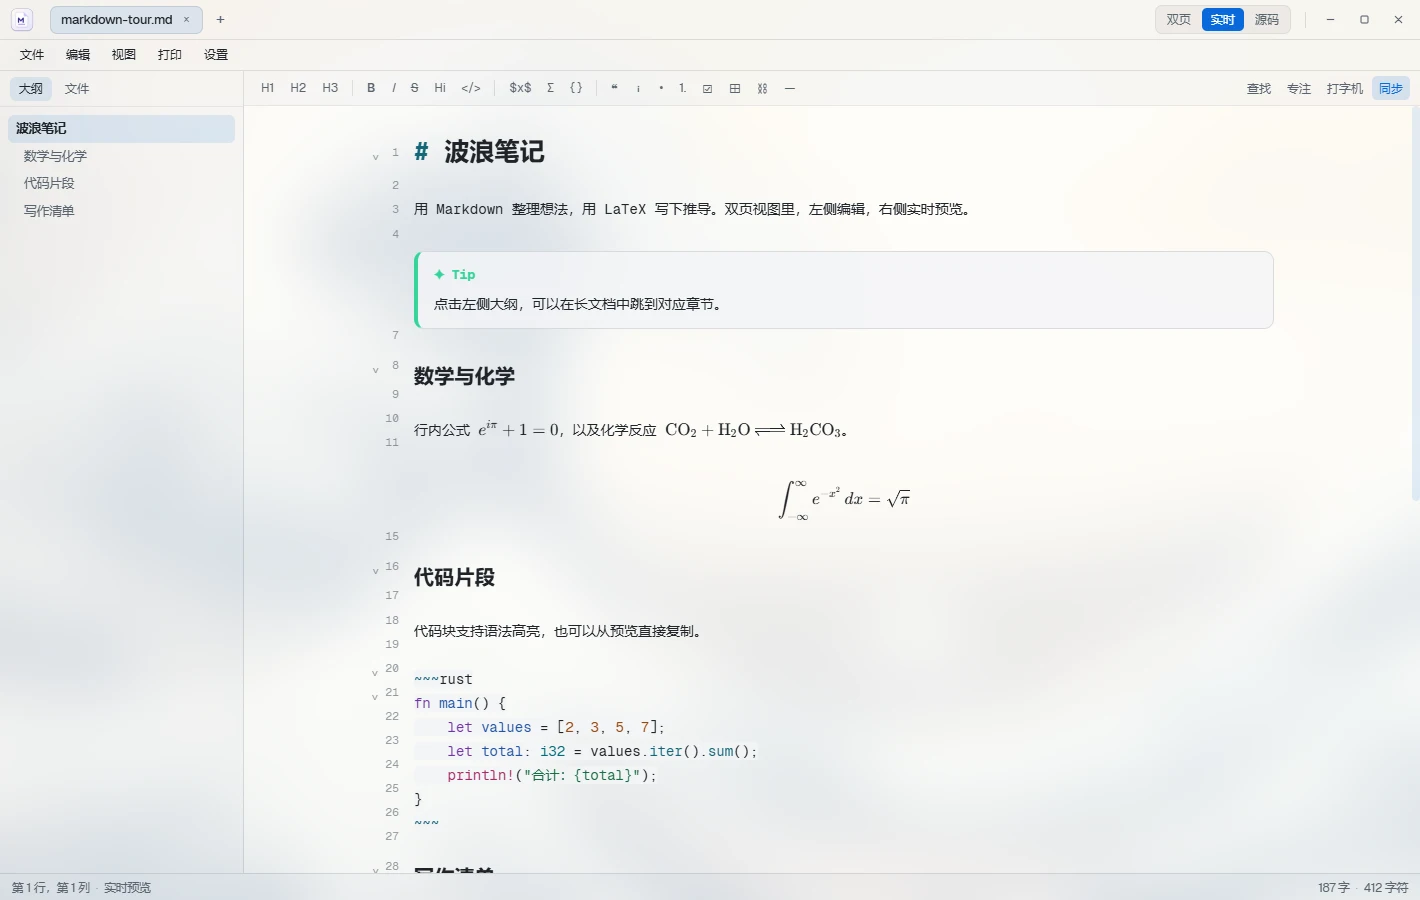 M markdown-tour.md × + 双页 实时 源码
文件 编辑 视图 打印 设置
大纲 文件 H1 H2 H3 B I S Hi </> $x$ Σ {} ❝ i • 1. 查找 专注 打字机 同步
波浪笔记
数学与化学
代码片段
写作清单
1 # 波浪笔记
2
3 用 Markdown 整理想法，用 LaTeX 写下推导。双页视图里，左侧编辑，右侧实时预览。
4
✦ Tip
点击左侧大纲，可以在长文档中跳到对应章节。
7
8 数学与化学
9
10 行内公式 e^{iπ} + 1 = 0，以及化学反应 CO₂ + H₂O ⇌ H₂CO₃。
11
∫_{-∞}^{∞} e^{-x²} dx = √π
15
16 代码片段
17
18 代码块支持语法高亮，也可以从预览直接复制。
19
20 ~~~rust
21 fn main() {
22     let values = [2, 3, 5, 7];
23     let total: i32 = values.iter().sum();
24     println!("合计：{total}");
25 }
26 ~~~
27
28 写作清单
第 1 行，第 1 列 · 实时预览 187 字 · 412 字符